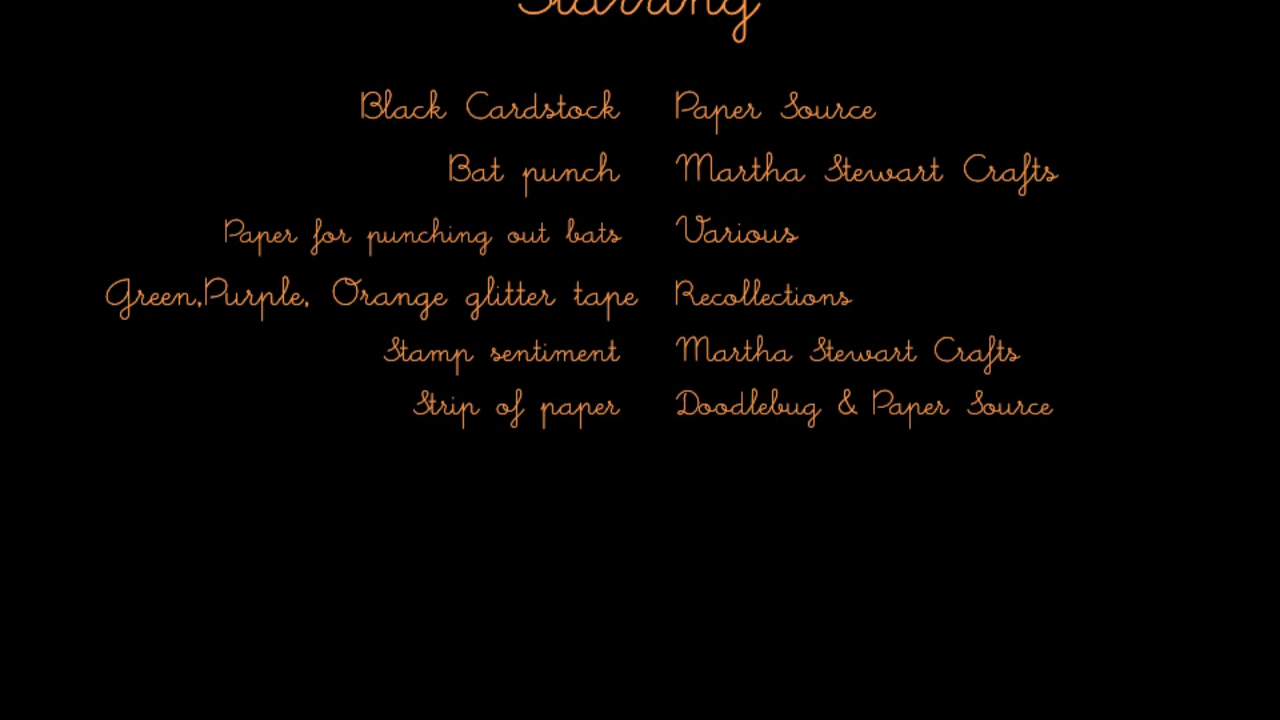 Starring
Black Cardstock Paper Source
Bat punch Martha Stewart Crafts
Paper for punching out bats Various
Green,Purple, Orange glitter tape Recollections
Stamp sentiment Martha Stewart Crafts
Strip of paper Doodlebug & Paper Source